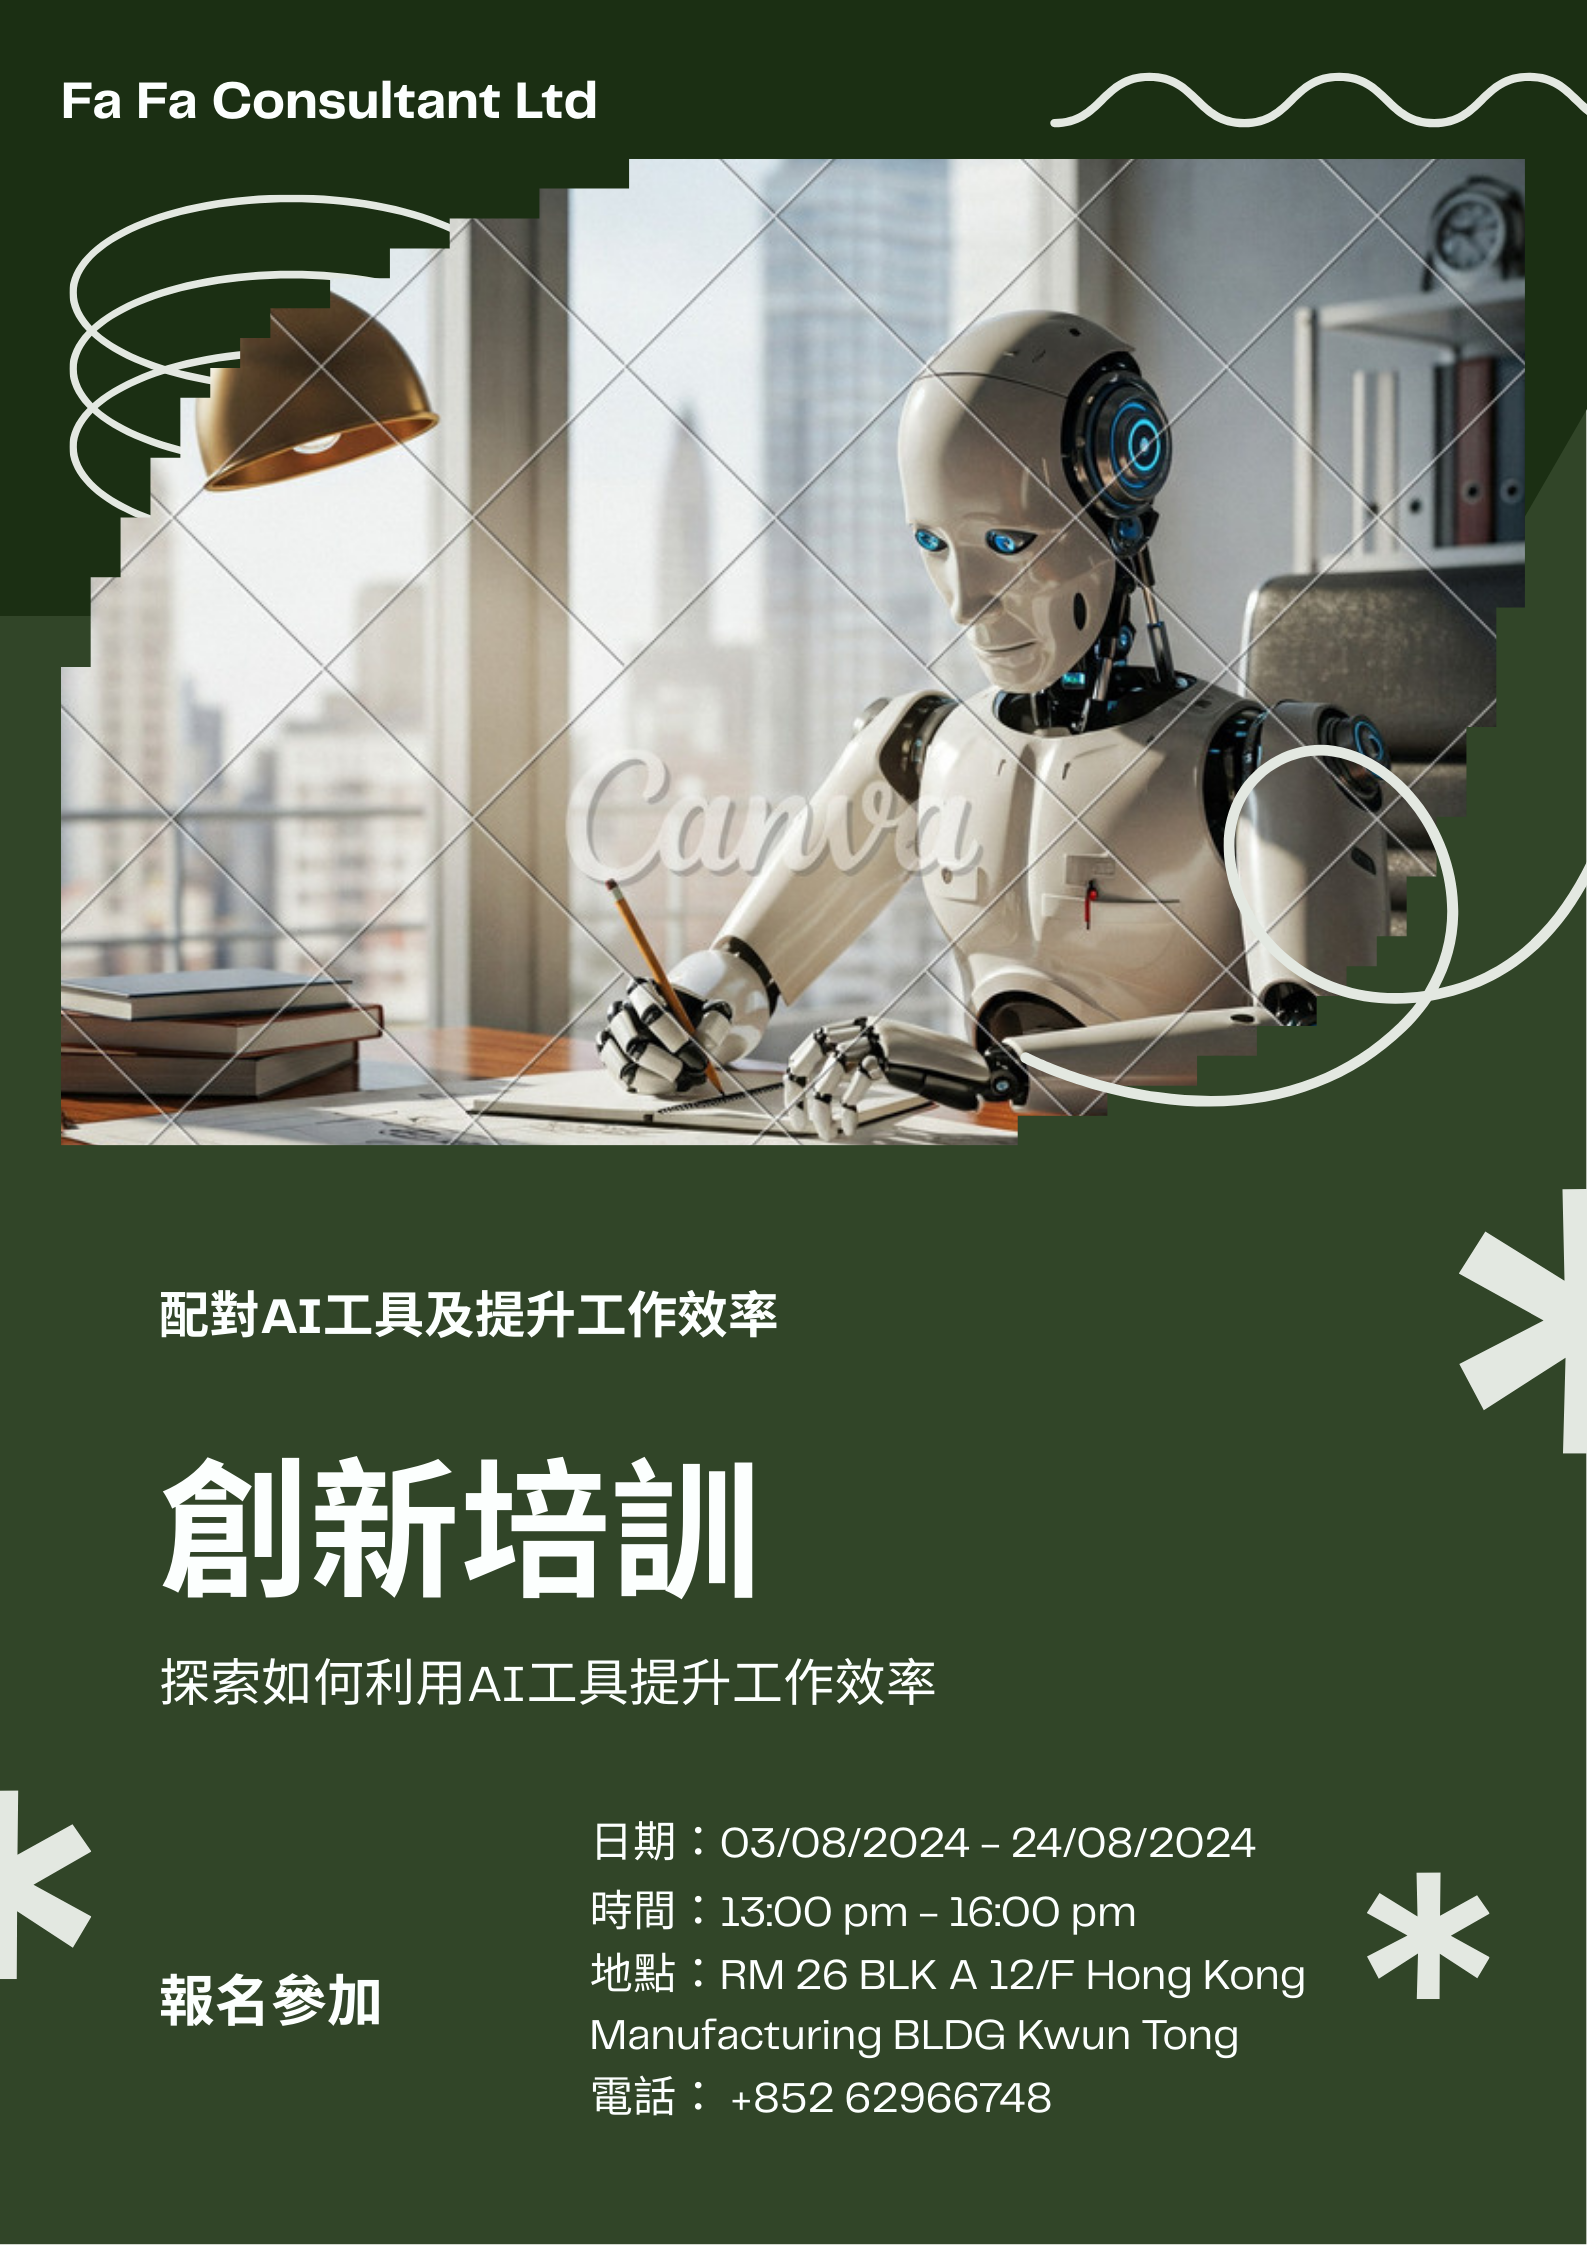 Fa Fa Consultant Ltd
Canva
配對AI工具及提升工作效率
創新培訓
探索如何利用AI工具提升工作效率
日期：03/08/2024 – 24/08/2024
時間：13:00 pm – 16:00 pm
地點：RM 26 BLK A 12/F Hong Kong
Manufacturing BLDG Kwun Tong
電話： +852 62966748
報名參加